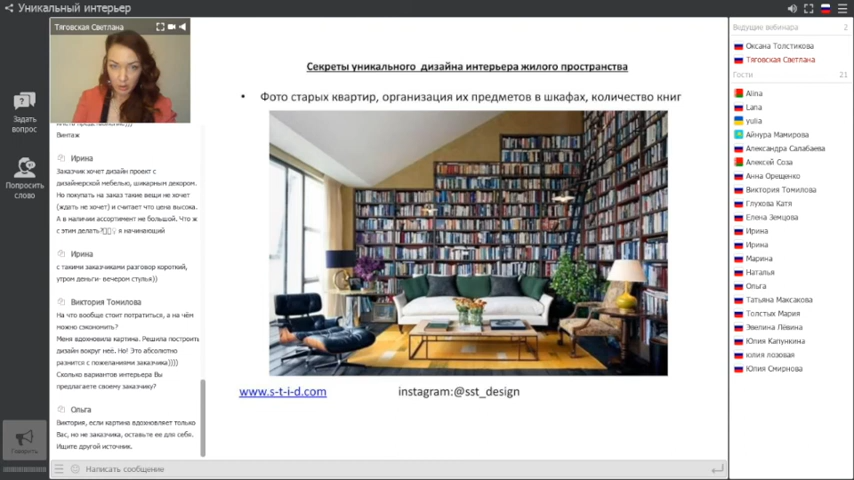 Уникальный интерьер
Тяговская Светлана
Задать
вопрос
Попросить
слово
Говорить
Винтаж
Ирина
Заказчик хочет дизайн проект с
дизайнерской мебелью, шикарным декором.
Но покупать на заказ такие вещи не хочет
(ждать не хочет) и считает что цена высока.
А в наличии ассортимент не большой. Что ж
с этим делать? я начинающий
Ирина
с такими заказчиками разговор короткий,
утром деньги- вечером стулья))
Виктория Томилова
На что вообще стоит потратиться, а на чём
можно сэкономить?
Меня вдохновила картина. Решила построить
дизайн вокруг неё. Но! Это абсолютно
разнится с пожеланиями заказчика))))
Сколько вариантов интерьера Вы
предлагаете своему заказчику?
Ольга
Виктория, если картина вдохновляет только
Вас, но не заказчика, оставьте ее для себя.
Ищите другой источник.
Написать сообщение
Секреты уникального дизайна интерьера жилого пространства
• Фото старых квартир, организация их предметов в шкафах, количество книг
www.s-t-i-d.com instagram:@sst_design
Ведущие вебинара 2
Оксана Толстикова
Тяговская Светлана
Гости 21
Alina
Lana
yulia
Айнура Мамирова
Александра Салабаева
Алексей Соза
Анна Орещенко
Виктория Томилова
Глухова Катя
Елена Земцова
Ирина
Ирина
Марина
Наталья
Ольга
Татьяна Максакова
Толстых Мария
Эвелина Лёвина
Юлия Капункина
юлия лозовая
Юлия Смирнова